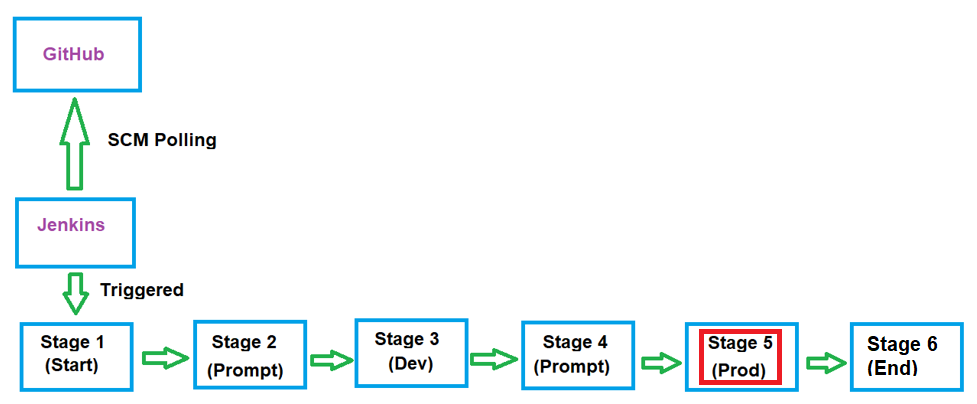 GitHub
SCM Polling
Jenkins
Triggered
Stage 1
(Start)
Stage 2
(Prompt)
Stage 3
(Dev)
Stage 4
(Prompt)
Stage 5
(Prod)
Stage 6
(End)